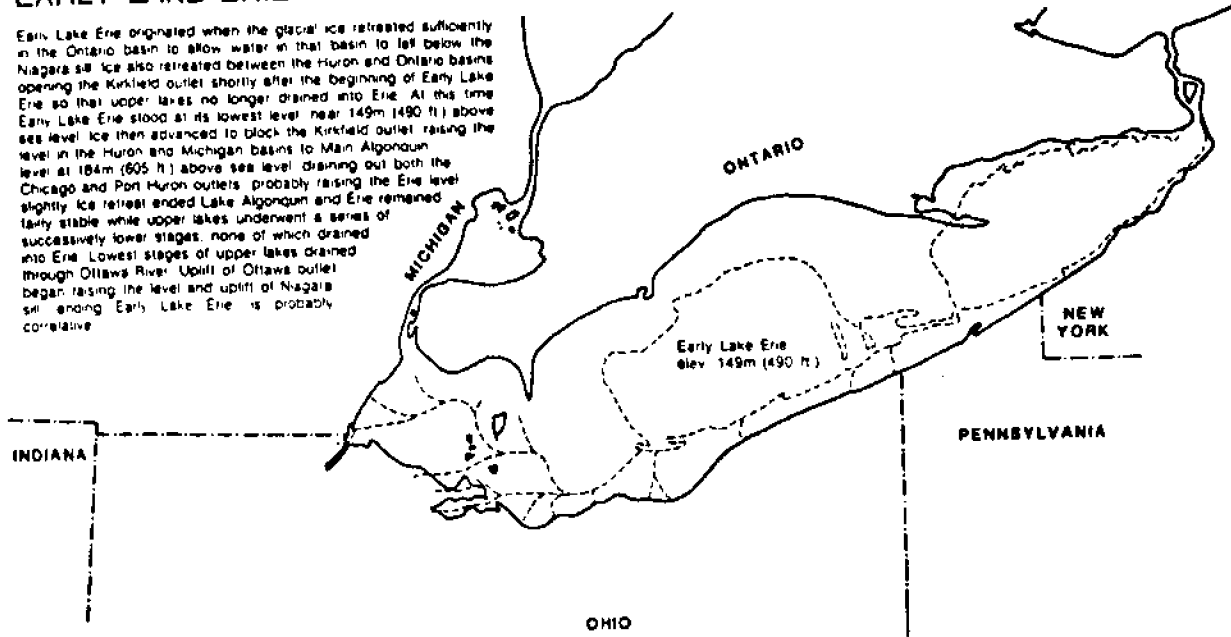 EARLY LAKE ERIE
Early Lake Erie originated when the glacial ice retreated sufficiently
in the Ontario basin to allow water in that basin to fall below the
Niagara sill Ice also retreated between the Huron and Ontario basins
opening the Kirkfield outlet shortly after the beginning of Early Lake
Erie so that upper lakes no longer drained into Erie At this time
Early Lake Erie stood at its lowest level near 149m (490 ft) above
sea level Ice then advanced to block the Kirkfield outlet raising the
level in the Huron and Michigan basins to Main Algonquin
level at 184m (605 ft) above sea level draining out both the
Chicago and Port Huron outlets probably raising the Erie level
slightly Ice retreat ended Lake Algonquin and Erie remained
fairly stable while upper lakes underwent a series of
successively lower stages, none of which drained
into Erie Lowest stages of upper lakes drained
through Ottawa River Uplift of Ottawa outlet
began raising the level and uplift of Niagara
sill ending Early Lake Erie is probably
correlative
ONTARIO
MICHIGAN
NEW
YORK
Early Lake Erie
elev 149m (490 ft)
INDIANA
PENNSYLVANIA
OHIO